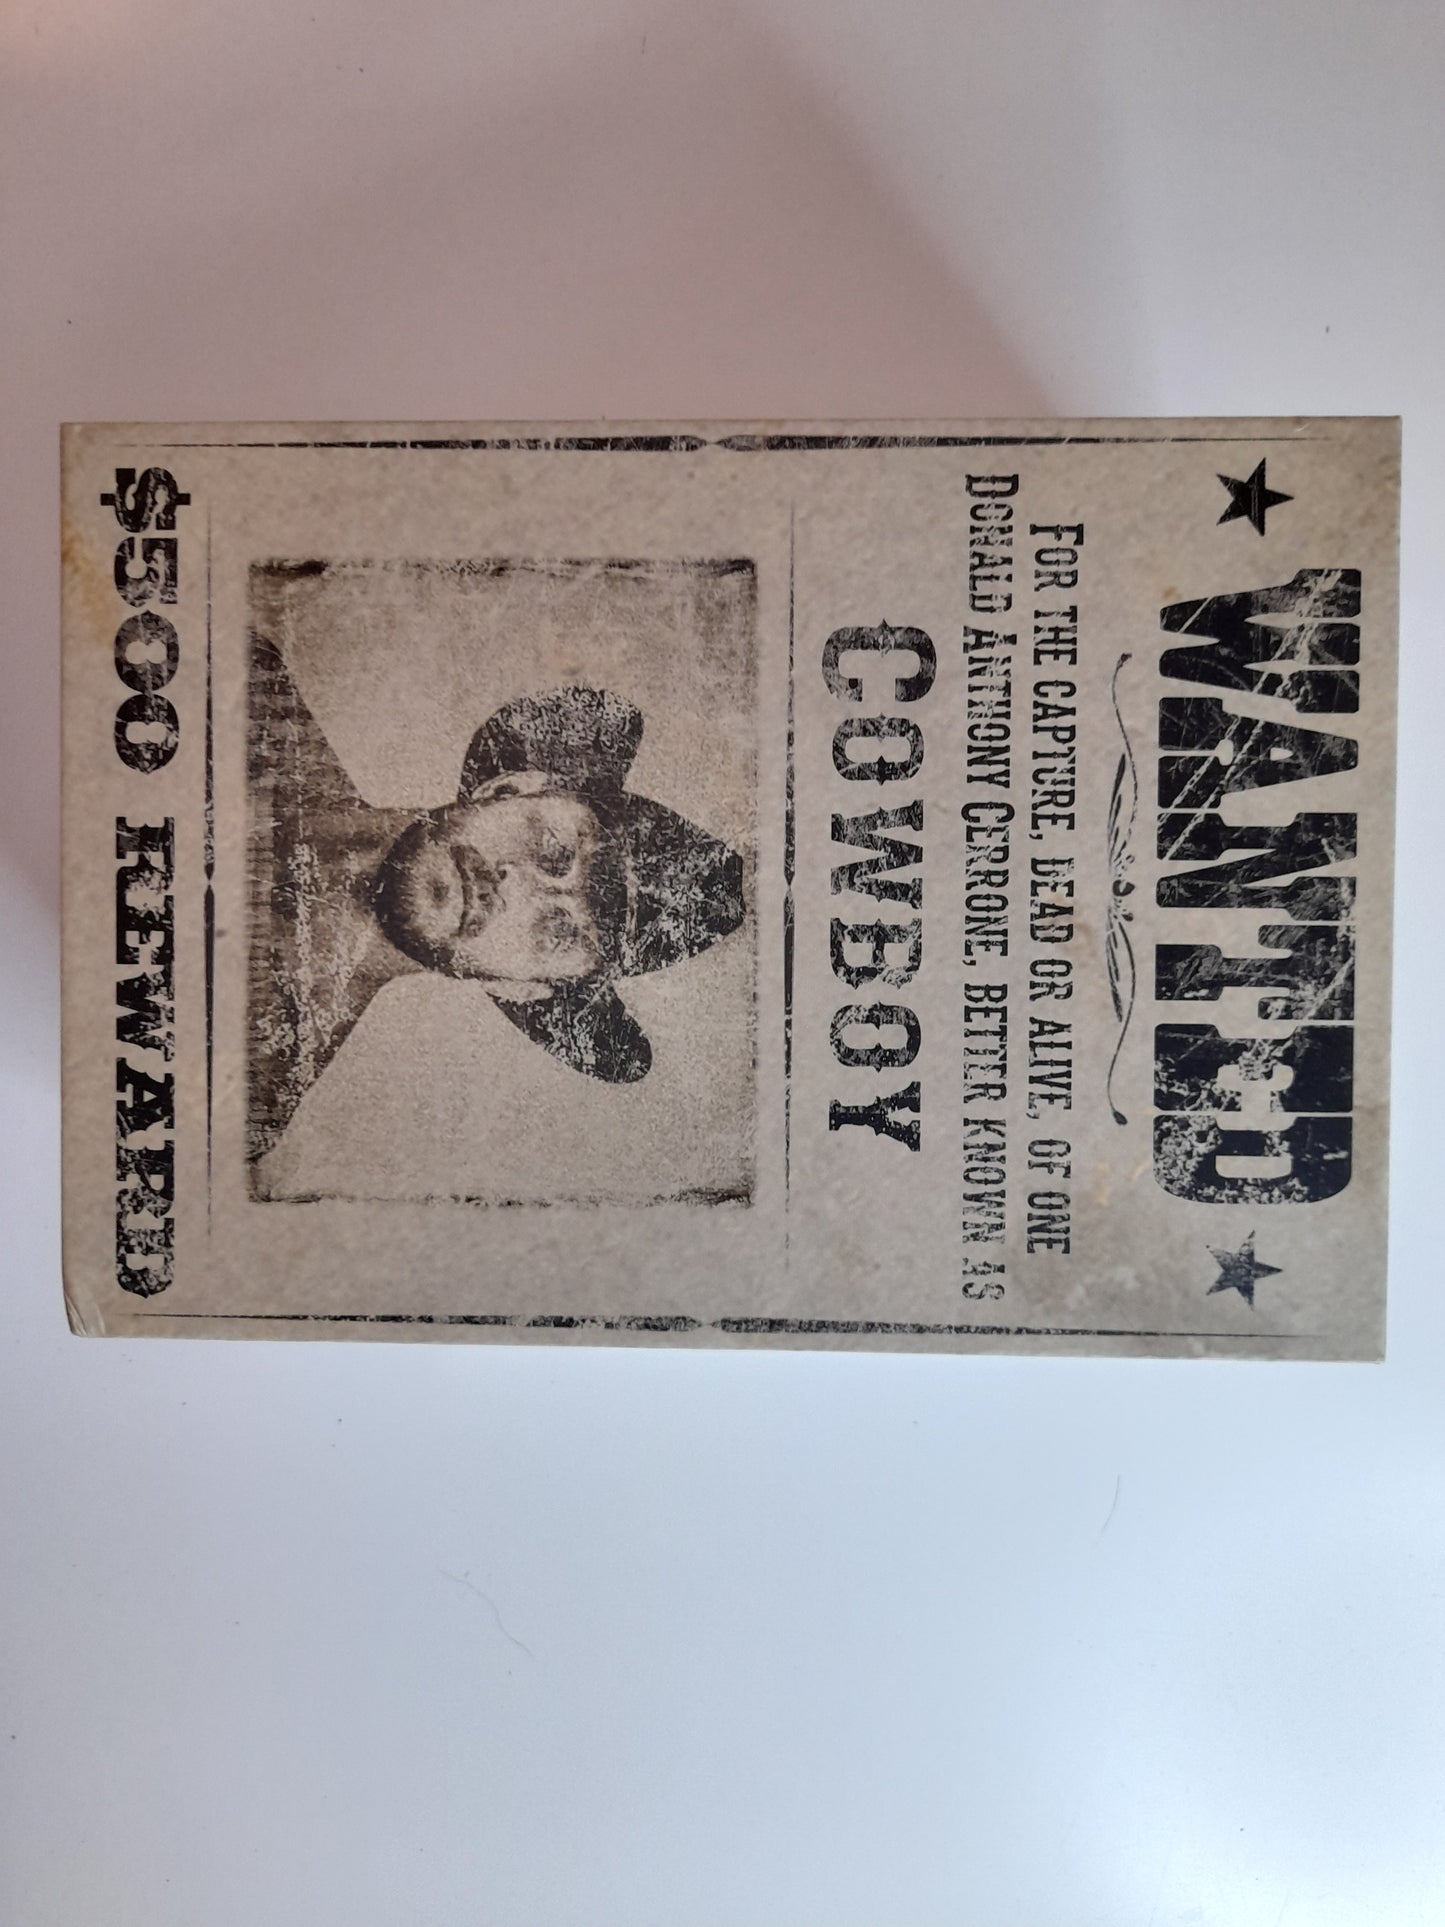 WANTED
FOR THE CAPTURE, DEAD OR ALIVE, OF ONE
DONALD ANTHONY CERRONE, BETTER KNOWN AS
COWBOY
$500 REWARD